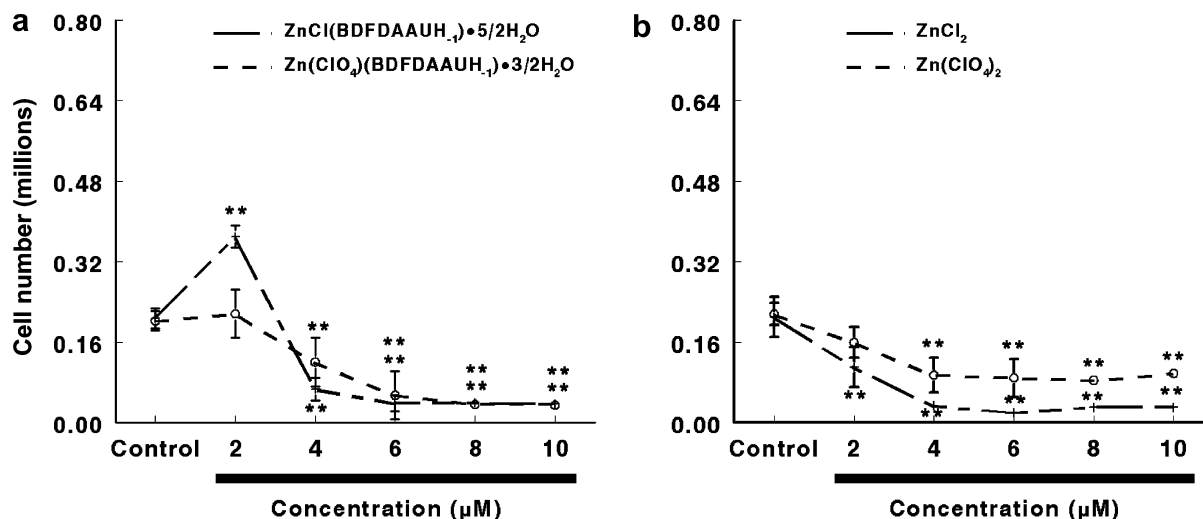 a
ZnCl(BDFDAAUH₋₁)•5/2H₂O
Zn(ClO₄)(BDFDAAUH₋₁)•3/2H₂O
Cell number (millions)
0.80
0.64
0.48
0.32
0.16
0.00
**
**
**
**
**
**
**
**
**
Control 2 4 6 8 10
Concentration (µM)
b
ZnCl₂
Zn(ClO₄)₂
0.80
0.64
0.48
0.32
0.16
0.00
** ** ** **
** ** ** ** **
Control 2 4 6 8 10
Concentration (µM)